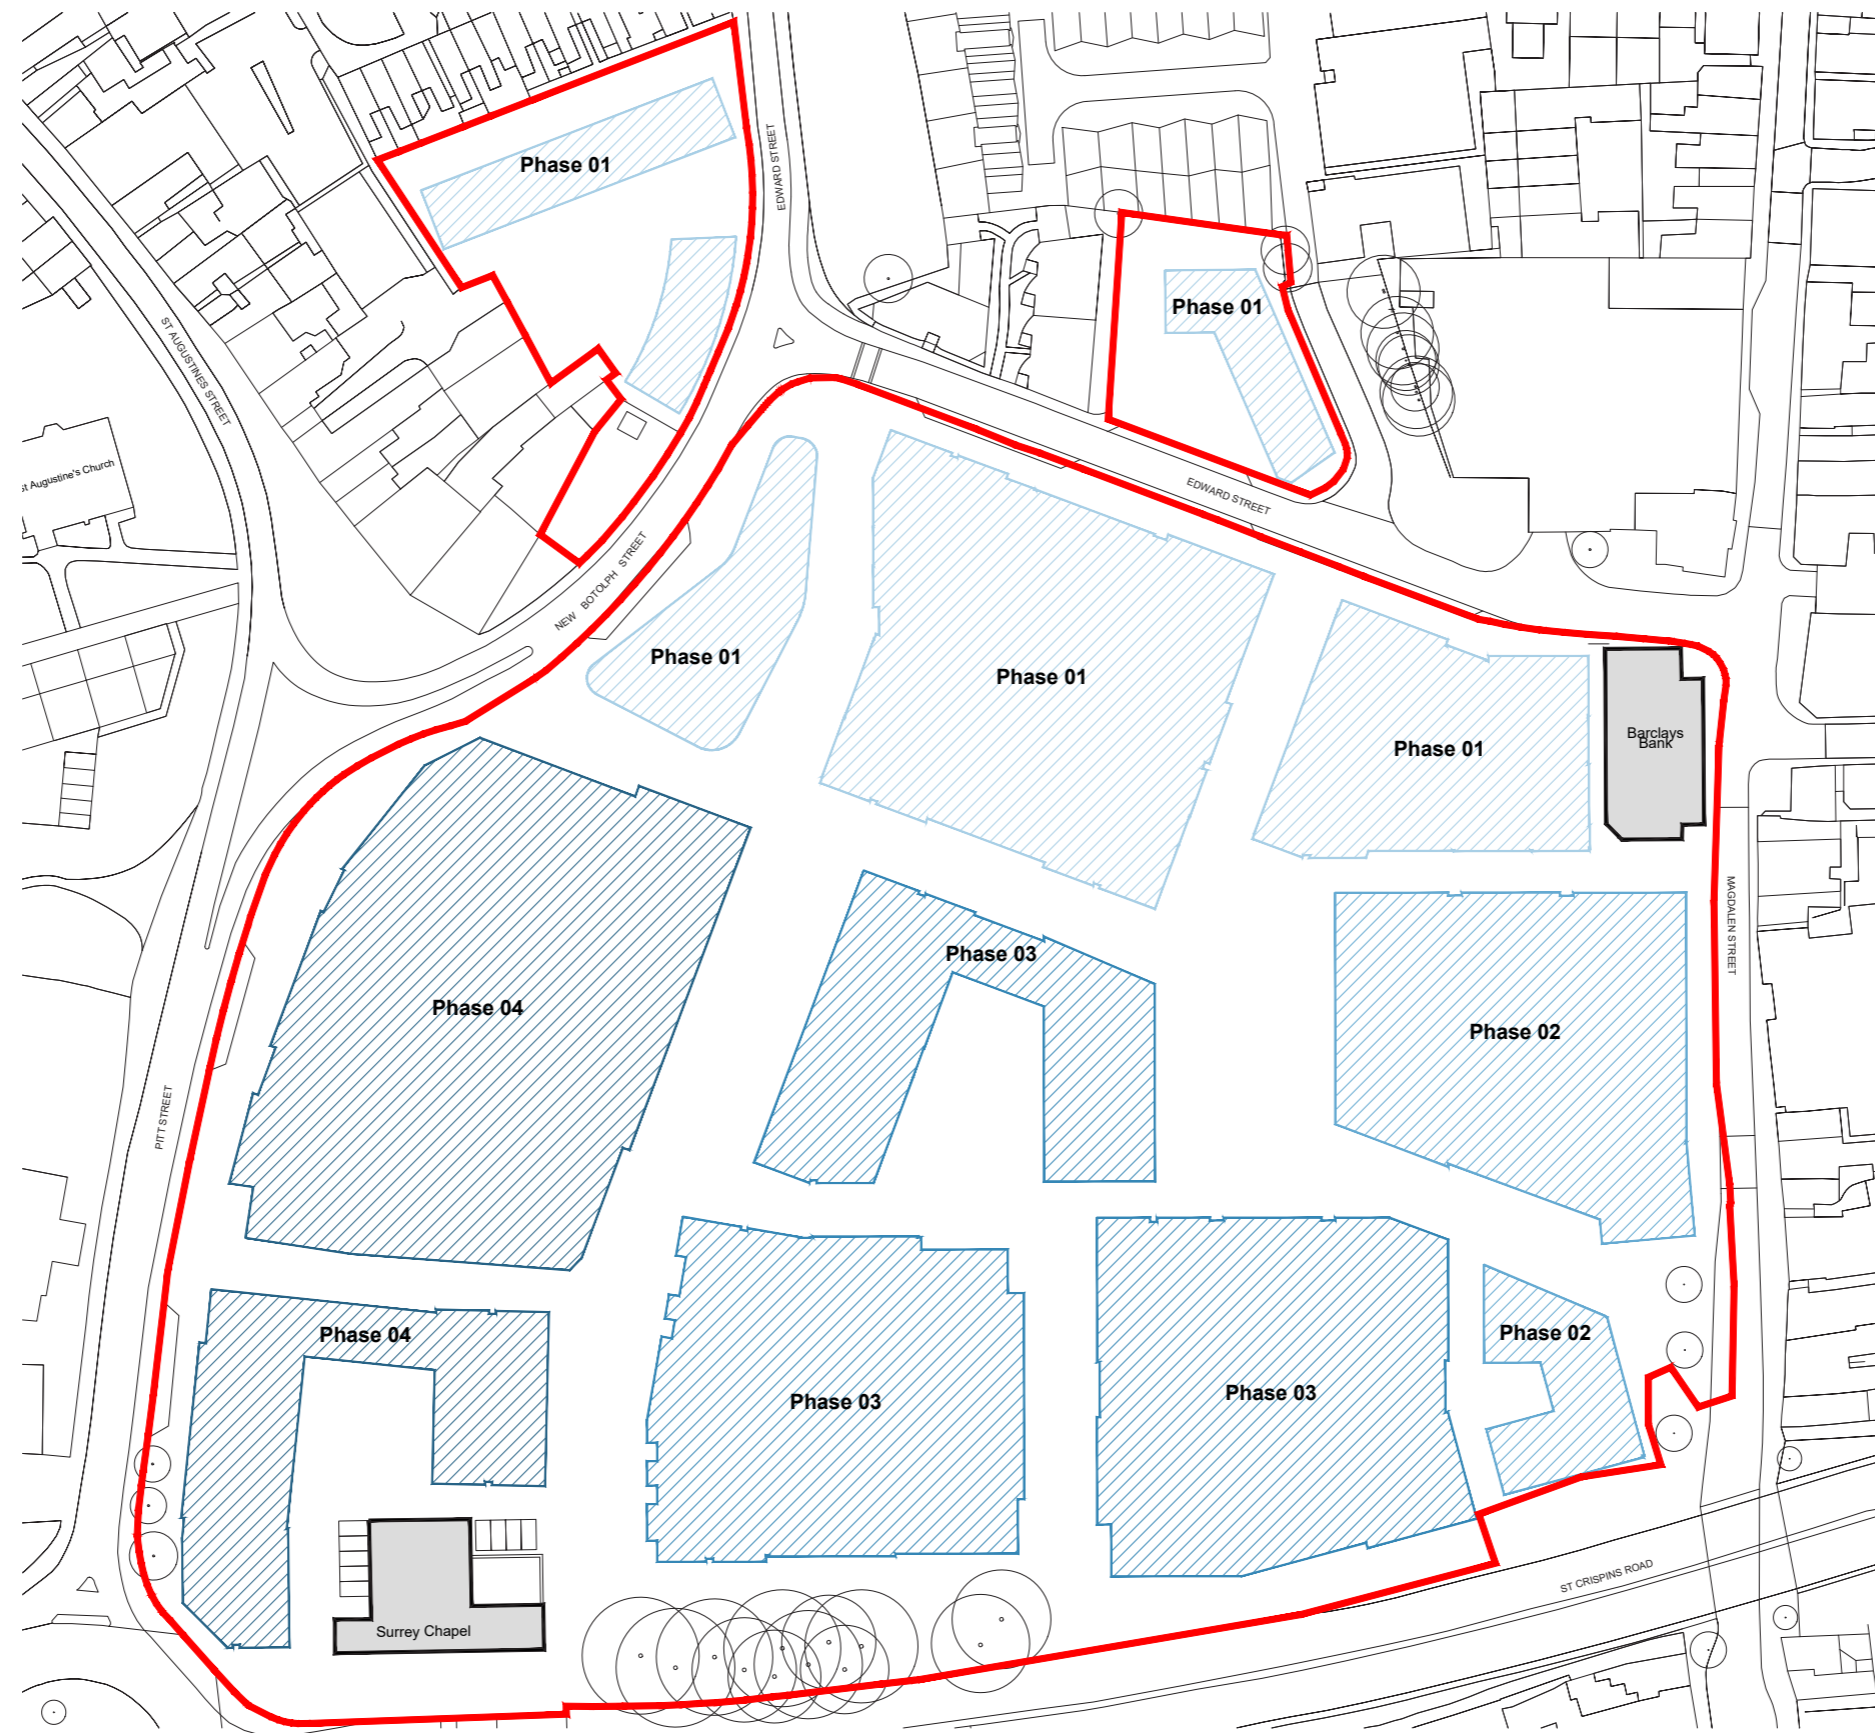 Phase 01
EDWARD STREET
Phase 01
ST AUGUSTINES STREET
St Augustine's Church
EDWARD STREET
NEW BOTOLPH STREET
Phase 01
Phase 01
Phase 01
Barclays
Bank
MAGDALEN STREET
Phase 03
Phase 04
Phase 02
PITT STREET
Phase 04
Phase 02
Phase 03
Phase 03
ST CRISPINS ROAD
Surrey Chapel